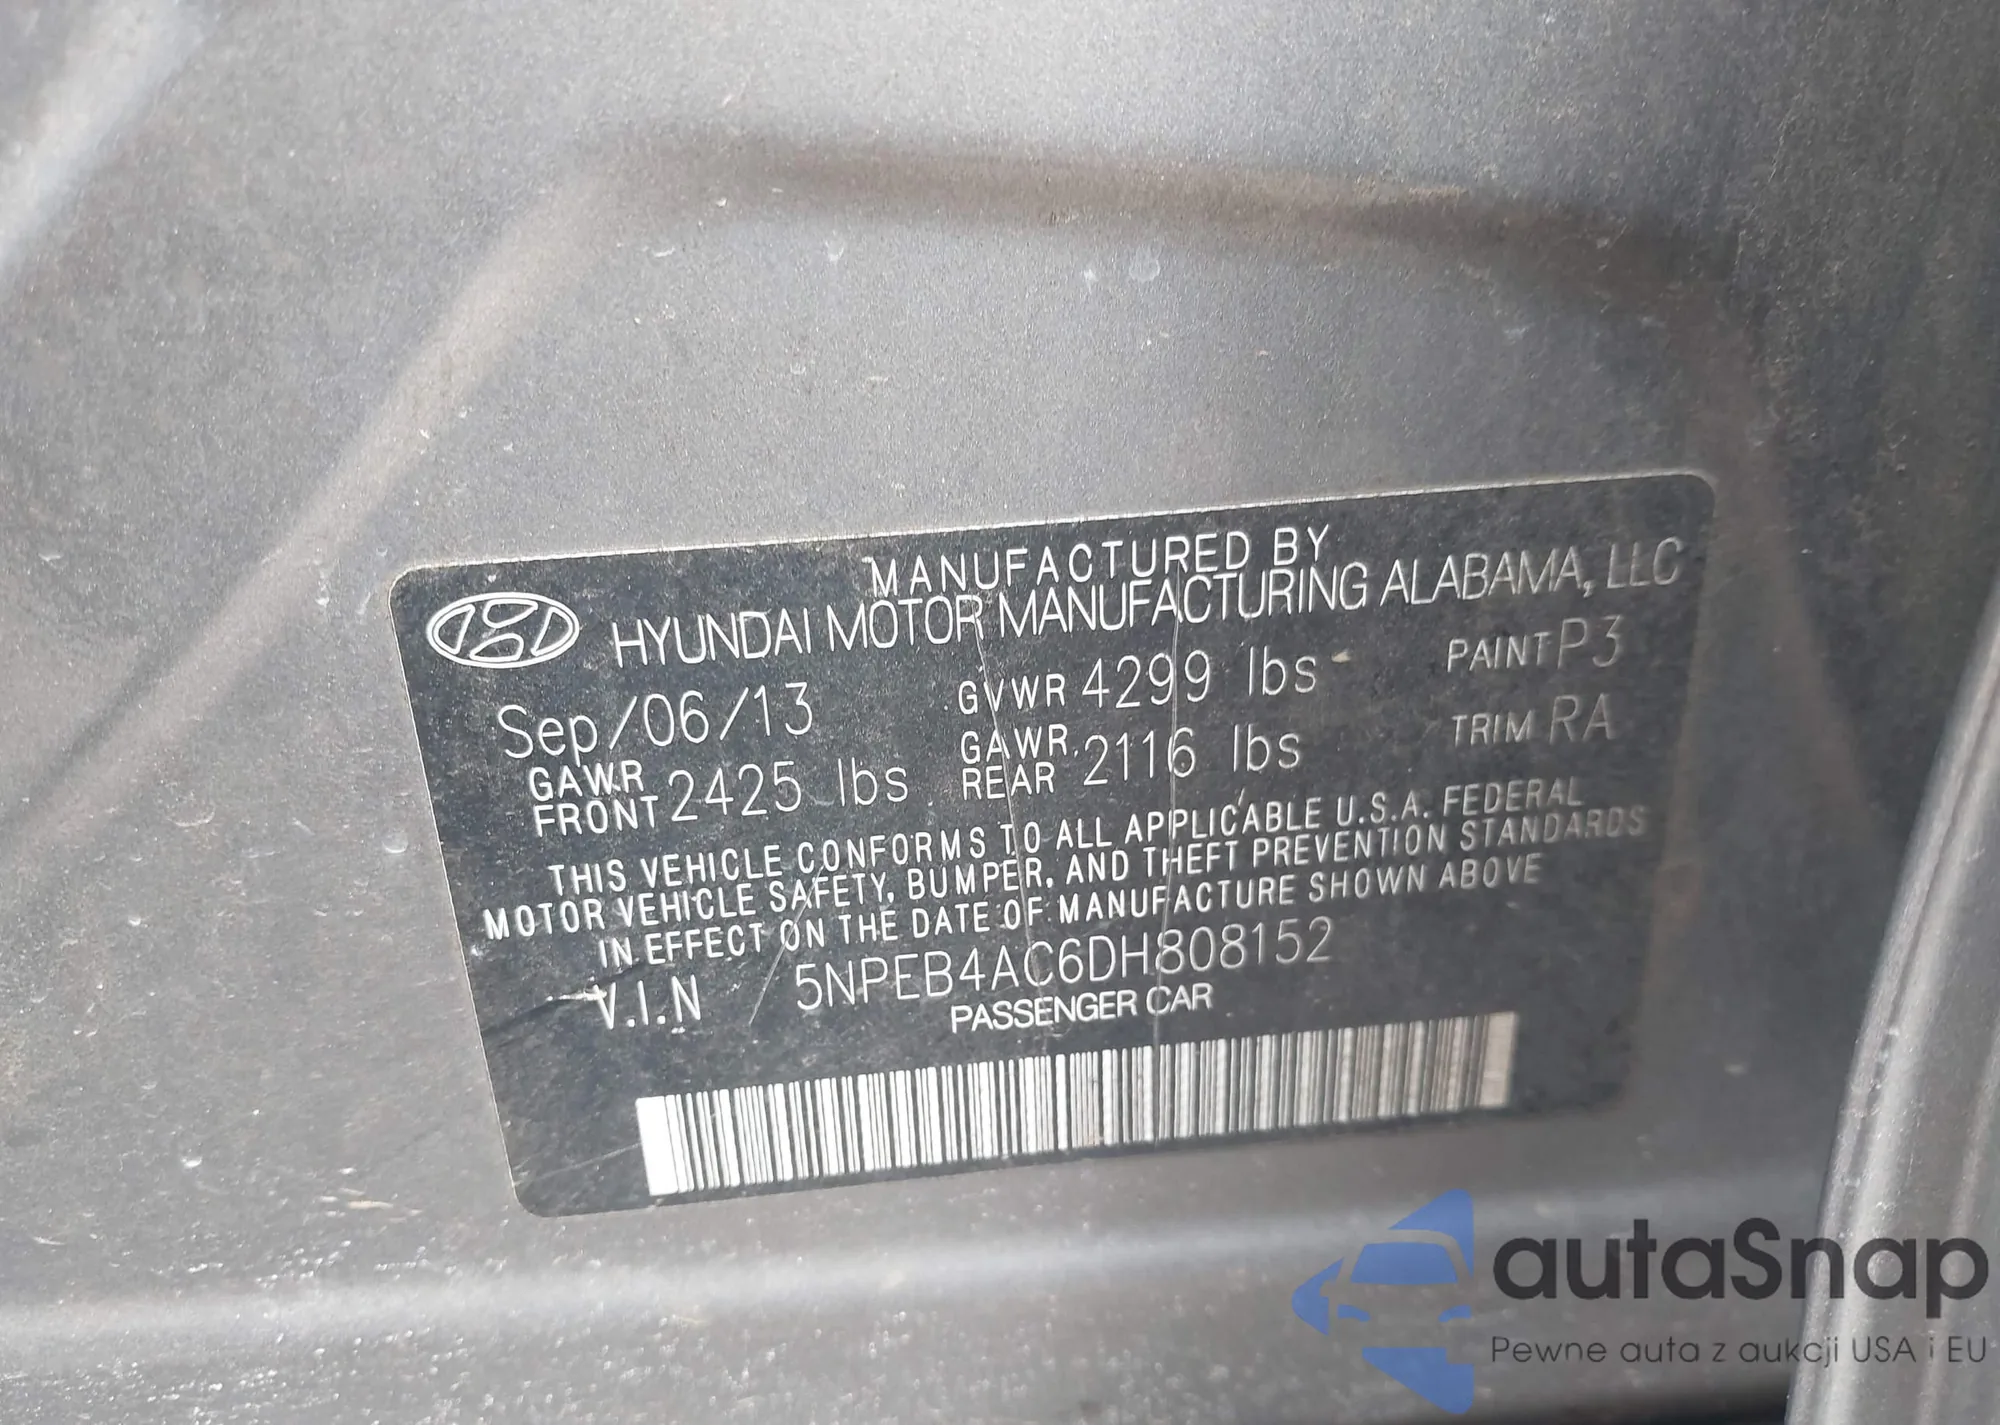 MANUFACTURED BY
HYUNDAI MOTOR MANUFACTURING ALABAMA, LLC
Sep/06/13 GVWR 4299 lbs PAINT P3
GAWR FRONT 2425 lbs GAWR REAR 2116 lbs TRIM RA
THIS VEHICLE CONFORMS TO ALL APPLICABLE U.S.A. FEDERAL
MOTOR VEHICLE SAFETY, BUMPER, AND THEFT PREVENTION STANDARDS
IN EFFECT ON THE DATE OF MANUFACTURE SHOWN ABOVE
V.I.N 5NPEB4AC6DH808152
PASSENGER CAR
autaSnap
Pewne auta z aukcji USA i EU